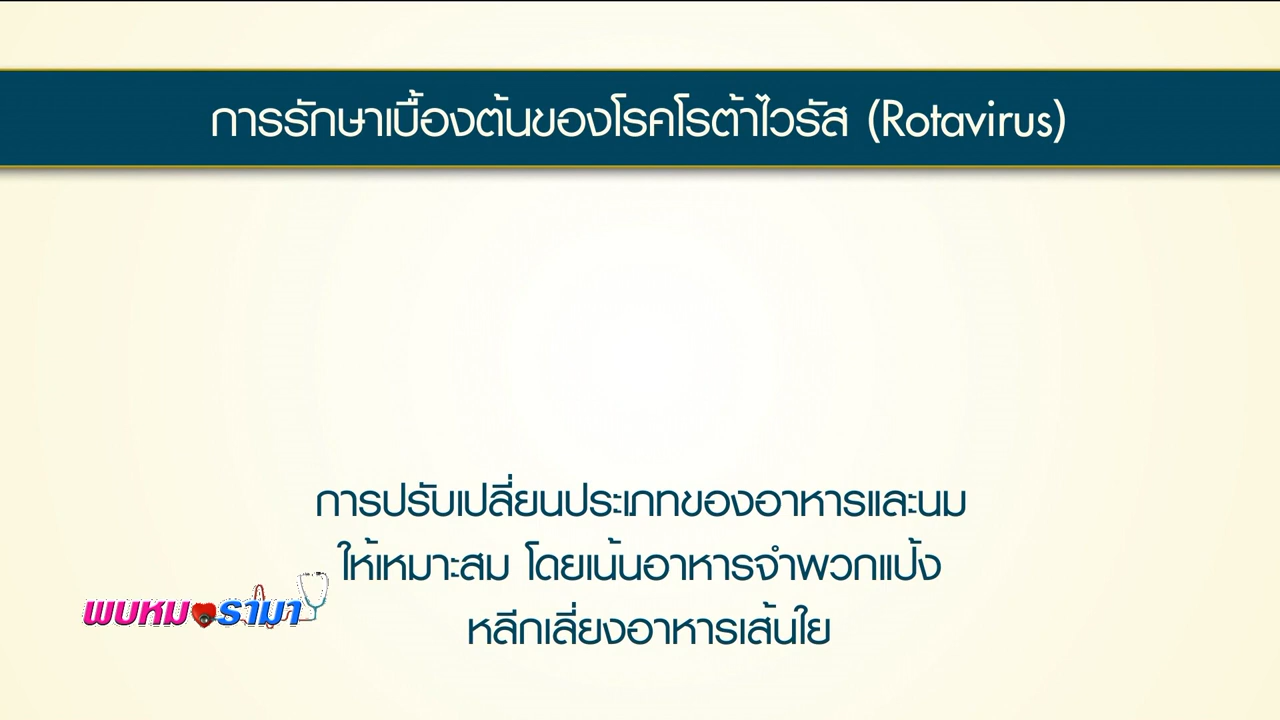 การรักษาเบื้องต้นของโรคโรต้าไวรัส (Rotavirus)
การปรับเปลี่ยนประเภทของอาหารและนม
ให้เหมาะสม โดยเน้นอาหารจำพวกแป้ง
หลีกเลี่ยงอาหารเส้นใย
พบหมอรามา